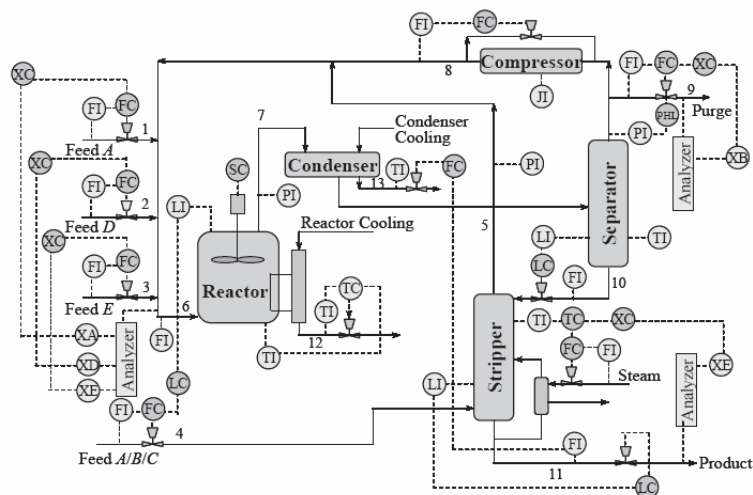 FI
FC
Compressor
8
JI
FI
FC
XC
9
Purge
PHL
PI
XB
Analyzer
XC
FC
FI
1
Feed A
7
Condenser
Cooling
Condenser
TI
FC
13
PI
5
Separator
LI
TI
LC
FI
10
XC
FC
FI
2
Feed D
SC
LI
PI
Reactor Cooling
Reactor
XC
FC
FI
3
Feed E
6
FI
TI
TC
12
TI
XA
XD
XE
Analyzer
LC
FI
FC
4
Feed A/B/C
Stripper
TI
TC
XC
FC
FI
Steam
XE
LI
Analyzer
FI
11
Product
LC